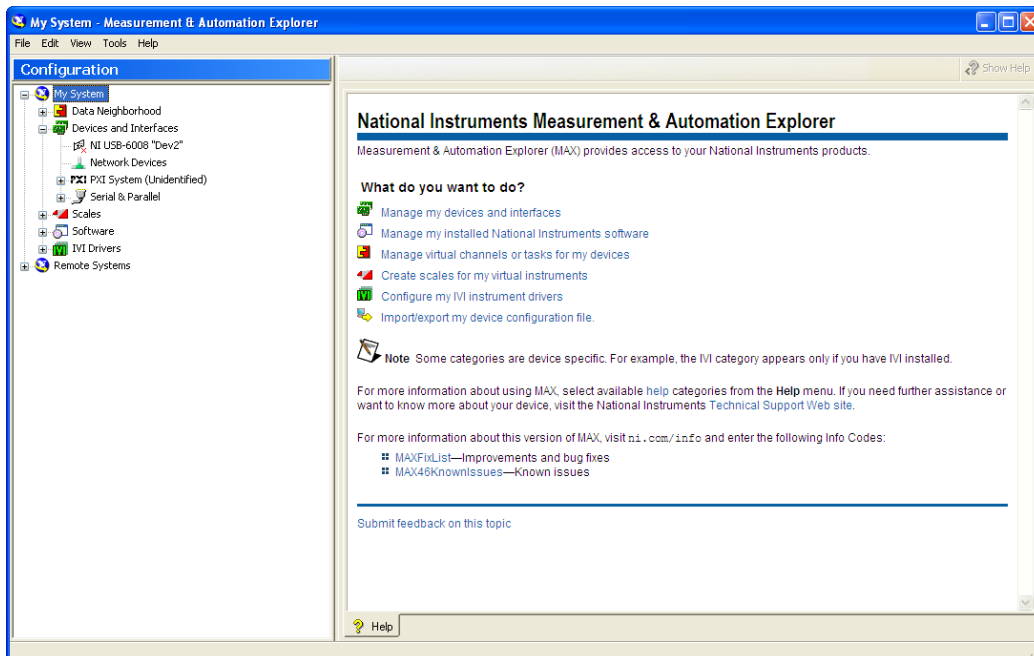 My System - Measurement & Automation Explorer
File Edit View Tools Help
Configuration
Show Help
My System
Data Neighborhood
Devices and Interfaces
NI USB-6008 "Dev2"
Network Devices
PXI PXI System (Unidentified)
Serial & Parallel
Scales
Software
IVI Drivers
Remote Systems
National Instruments Measurement & Automation Explorer
Measurement & Automation Explorer (MAX) provides access to your National Instruments products.
What do you want to do?
Manage my devices and interfaces
Manage my installed National Instruments software
Manage virtual channels or tasks for my devices
Create scales for my virtual instruments
Configure my IVI instrument drivers
Import/export my device configuration file.
Note Some categories are device specific. For example, the IVI category appears only if you have IVI installed.
For more information about using MAX, select available help categories from the Help menu. If you need further assistance or
want to know more about your device, visit the National Instruments Technical Support Web site.
For more information about this version of MAX, visit ni.com/info and enter the following Info Codes:
MAXFixList—Improvements and bug fixes
MAX46KnownIssues—Known issues
Submit feedback on this topic
Help